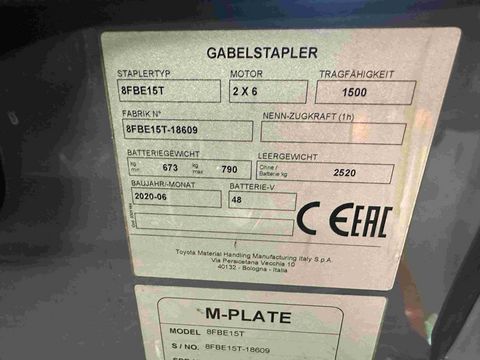 GABELSTAPLER
STAPLERTYP MOTOR TRAGFÄHIGKEIT
8FBE15T 2 X 6 1500
FABRIK N° NENN-ZUGKRAFT (1h)
8FBE15T-18609
BATTERIEGEWICHT LEERGEWICHT
kg min 673 kg max 790 Ohne / Batterie kg 2520
BAUJAHR/-MONAT BATTERIE-V.
2020-06 48
CE EAC
Toyota Material Handling Manufacturing Italy S.p.A.
Via Persicetana Vecchia 10
40132 - Bologna - Italia
M-PLATE
MODEL 8FBE15T
S / NO. 8FBE15T-18609